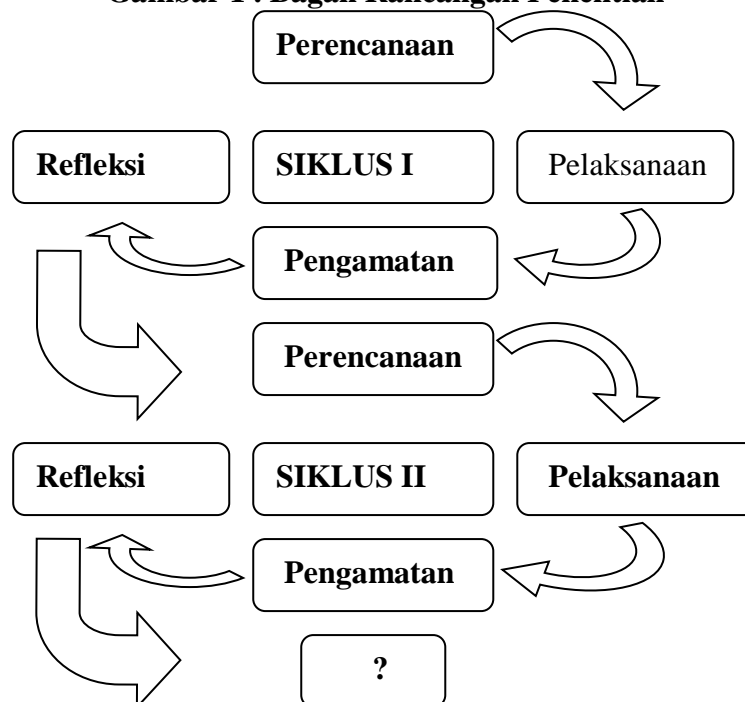 Gambar 1 : Bagan Rancangan Penelitian
Perencanaan
Refleksi
SIKLUS I
Pelaksanaan
Pengamatan
Perencanaan
Refleksi
SIKLUS II
Pelaksanaan
Pengamatan
?